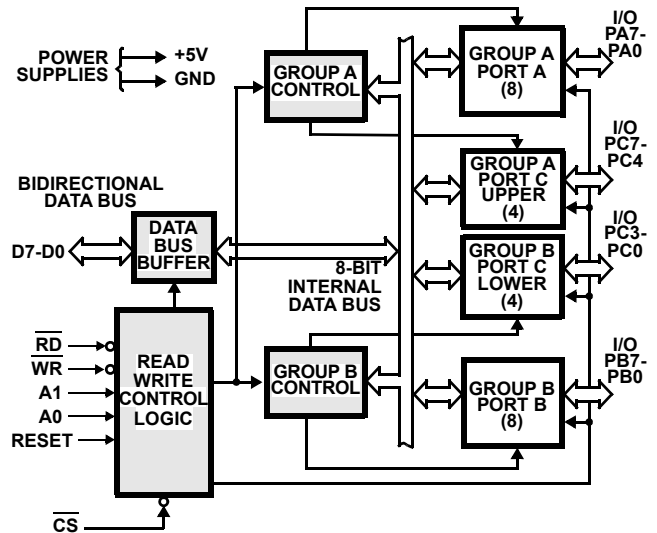 POWER
SUPPLIES
+5V
GND
GROUP A
CONTROL
GROUP A
PORT A
(8)
I/O
PA7-
PA0
GROUP A
PORT C
UPPER
(4)
I/O
PC7-
PC4
BIDIRECTIONAL
DATA BUS
D7-D0
DATA
BUS
BUFFER
8-BIT
INTERNAL
DATA BUS
GROUP B
PORT C
LOWER
(4)
I/O
PC3-
PC0
RD
WR
A1
A0
RESET
READ
WRITE
CONTROL
LOGIC
GROUP B
CONTROL
GROUP B
PORT B
(8)
I/O
PB7-
PB0
CS